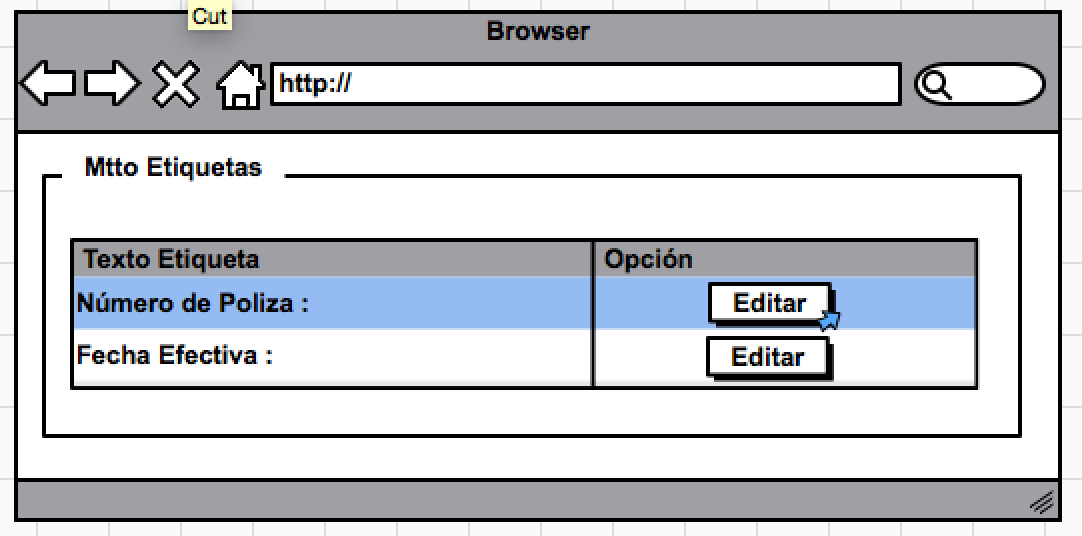 Cut
Browser
http://
Mtto Etiquetas
Texto Etiqueta Opción
Número de Poliza : Editar
Fecha Efectiva : Editar